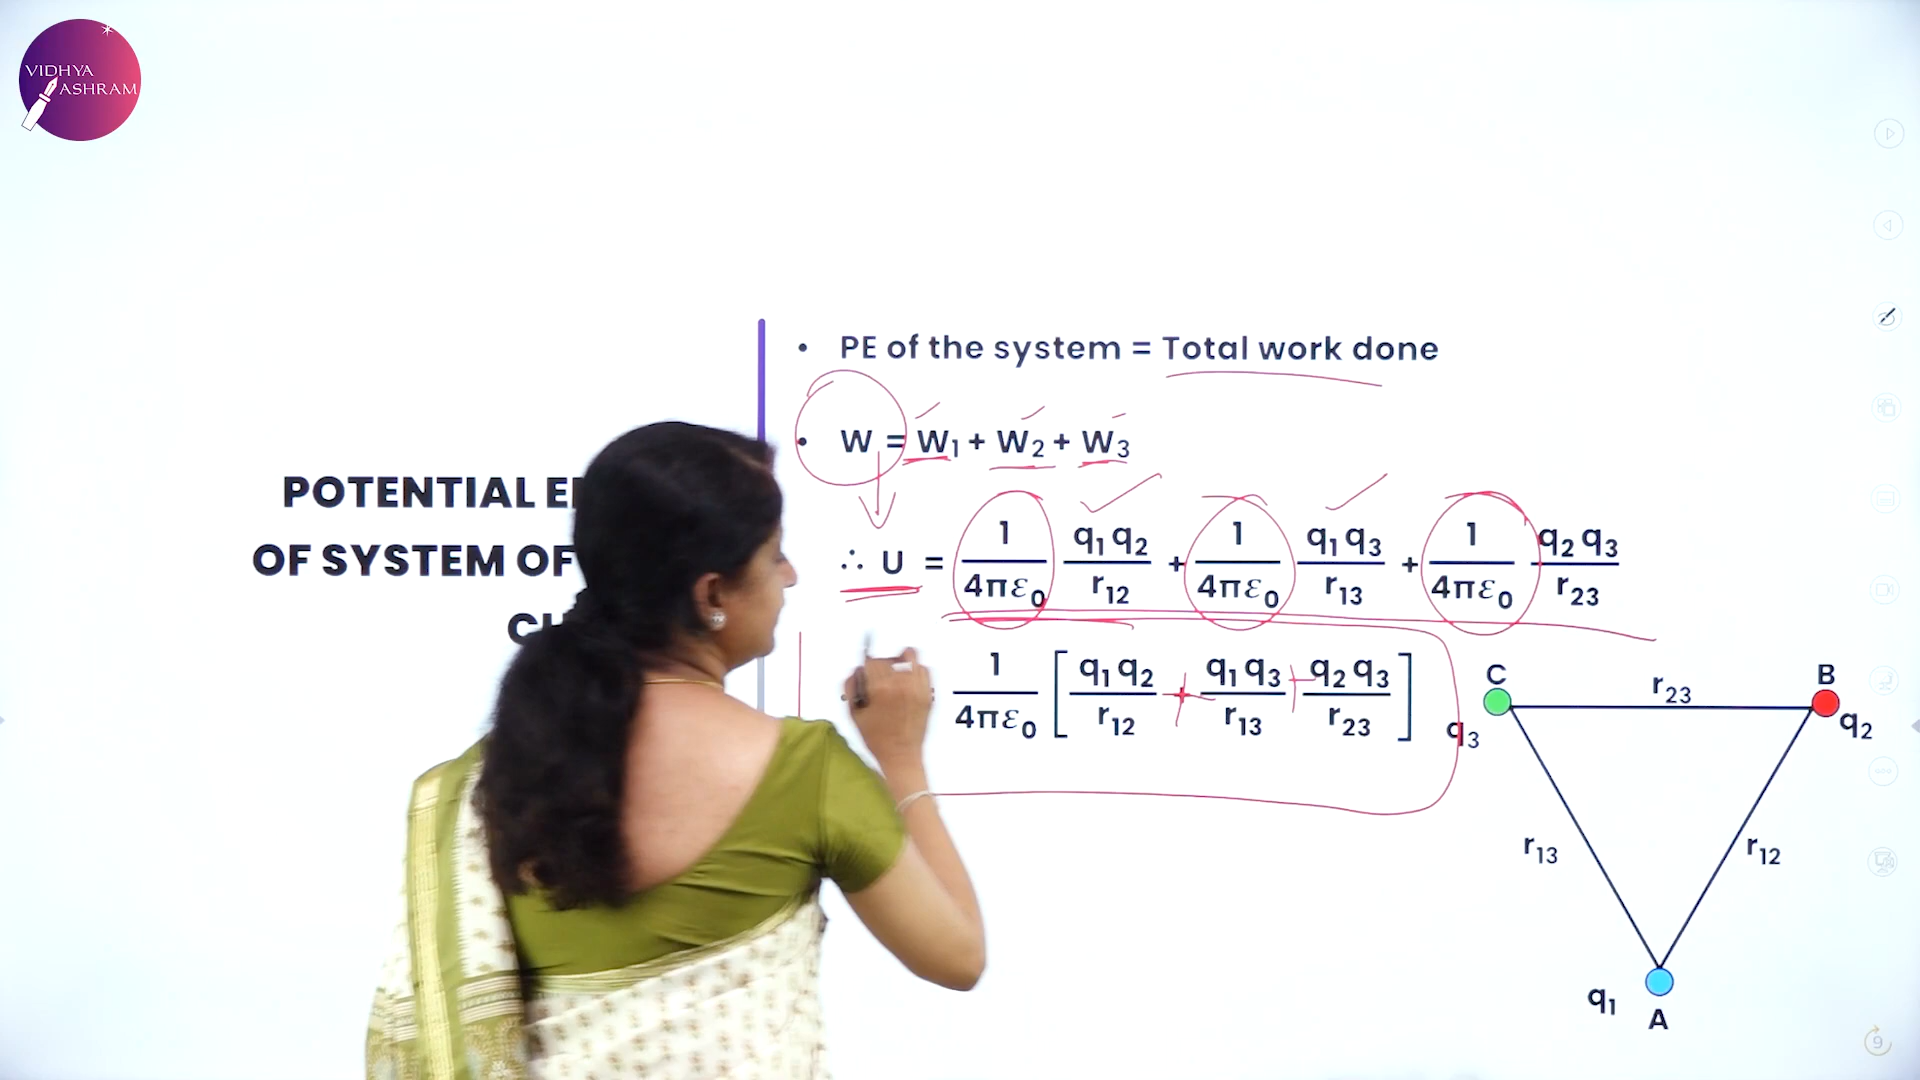 VIDHYA
ASHRAM
POTENTIAL E
OF SYSTEM OF
• PE of the system = Total work done
• W = W₁ + W₂ + W₃
∴ U = 1/4πε₀ q₁q₂/r₁₂ + 1/4πε₀ q₁q₃/r₁₃ + 1/4πε₀ q₂q₃/r₂₃
1/4πε₀ [ q₁q₂/r₁₂ + q₁q₃/r₁₃ + q₂q₃/r₂₃ ]
C
r₂₃
B
q₃
q₂
r₁₃
r₁₂
q₁
A
9